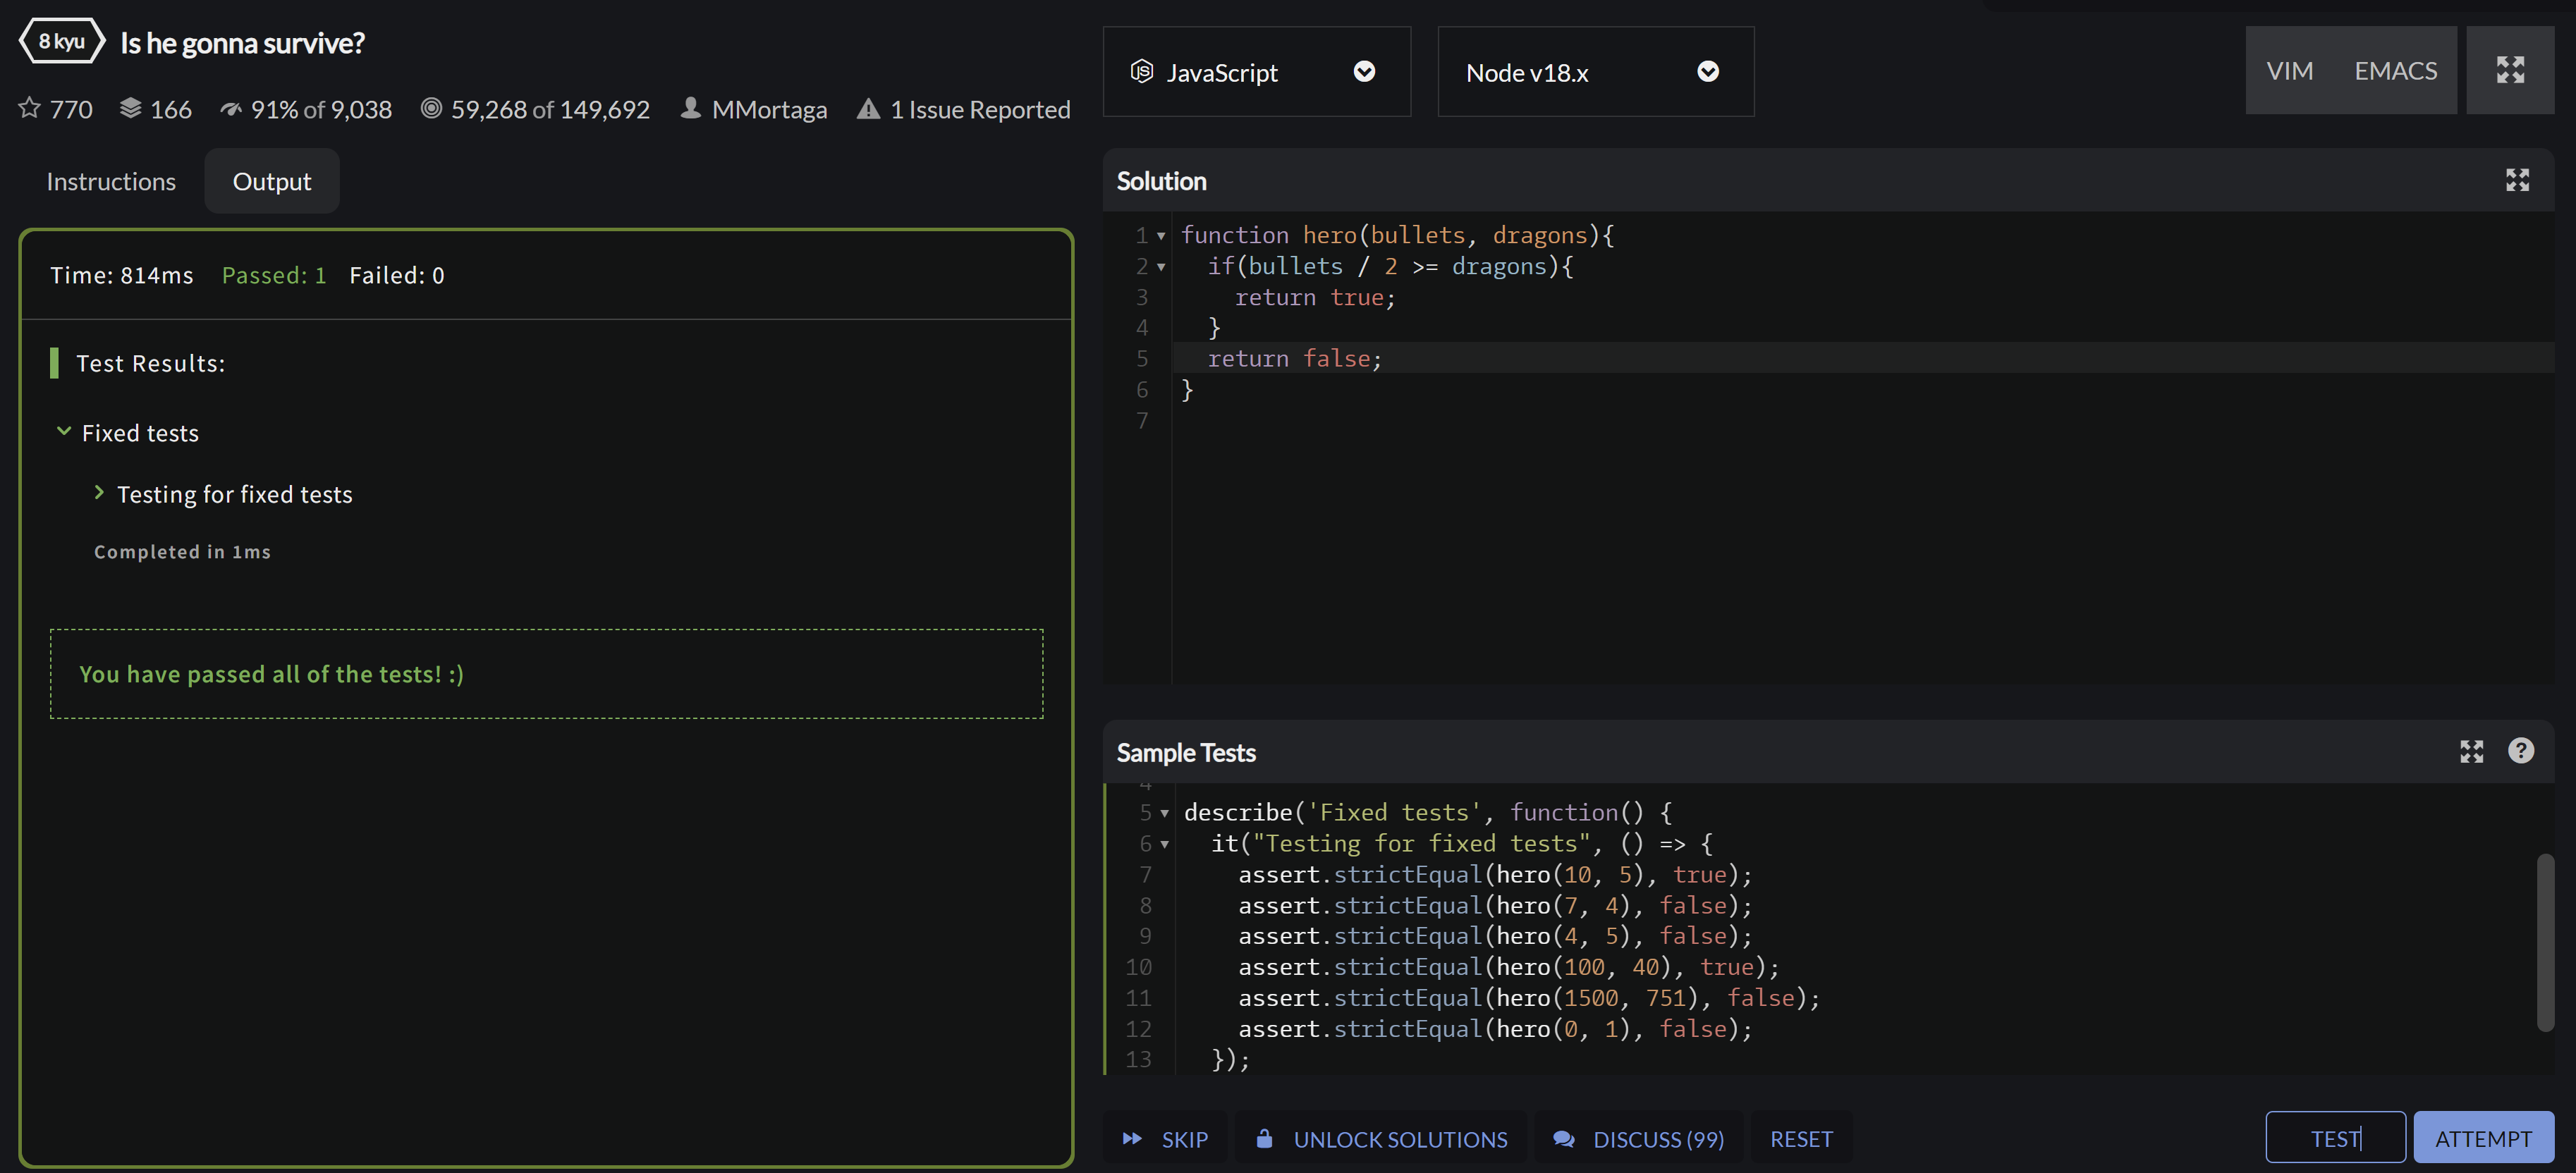 8 kyu Is he gonna survive?
770 166 91% of 9,038 59,268 of 149,692 MMortaga 1 Issue Reported
Instructions Output
Time: 814ms Passed: 1 Failed: 0
Test Results:
Fixed tests
Testing for fixed tests
Completed in 1ms
You have passed all of the tests! :)
JS JavaScript Node v18.x VIM EMACS
Solution
1 function hero(bullets, dragons){
2 if(bullets / 2 >= dragons){
3 return true;
4 }
5 return false;
6 }
7
Sample Tests ?
4
5 describe('Fixed tests', function() {
6 it("Testing for fixed tests", () => {
7 assert.strictEqual(hero(10, 5), true);
8 assert.strictEqual(hero(7, 4), false);
9 assert.strictEqual(hero(4, 5), false);
10 assert.strictEqual(hero(100, 40), true);
11 assert.strictEqual(hero(1500, 751), false);
12 assert.strictEqual(hero(0, 1), false);
13 });
SKIP UNLOCK SOLUTIONS DISCUSS (99) RESET TEST ATTEMPT